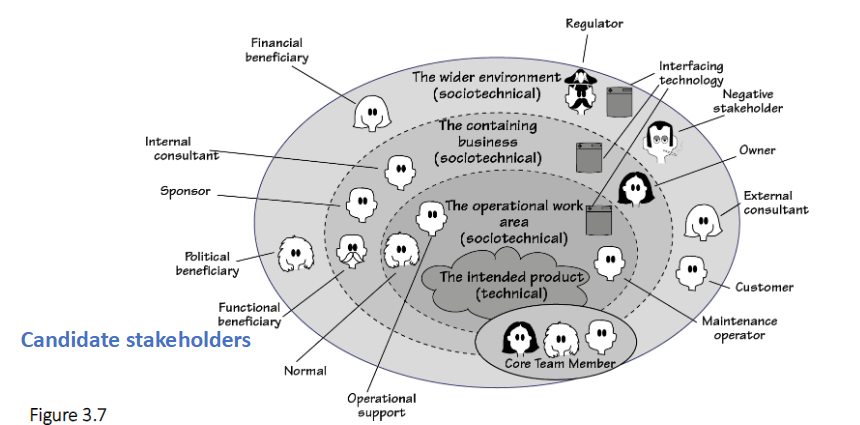 Regulator
Financial
beneficiary
The wider environment
(sociotechnical)
Interfacing
technology
Negative
stakeholder
The containing
business
(sociotechnical)
Internal
consultant
Owner
Sponsor
External
consultant
The operational work
area
(sociotechnical)
Political
beneficiary
The intended product
(technical)
Customer
Functional
beneficiary
Maintenance
operator
Candidate stakeholders
Core Team Member
Normal
Operational
support
Figure 3.7